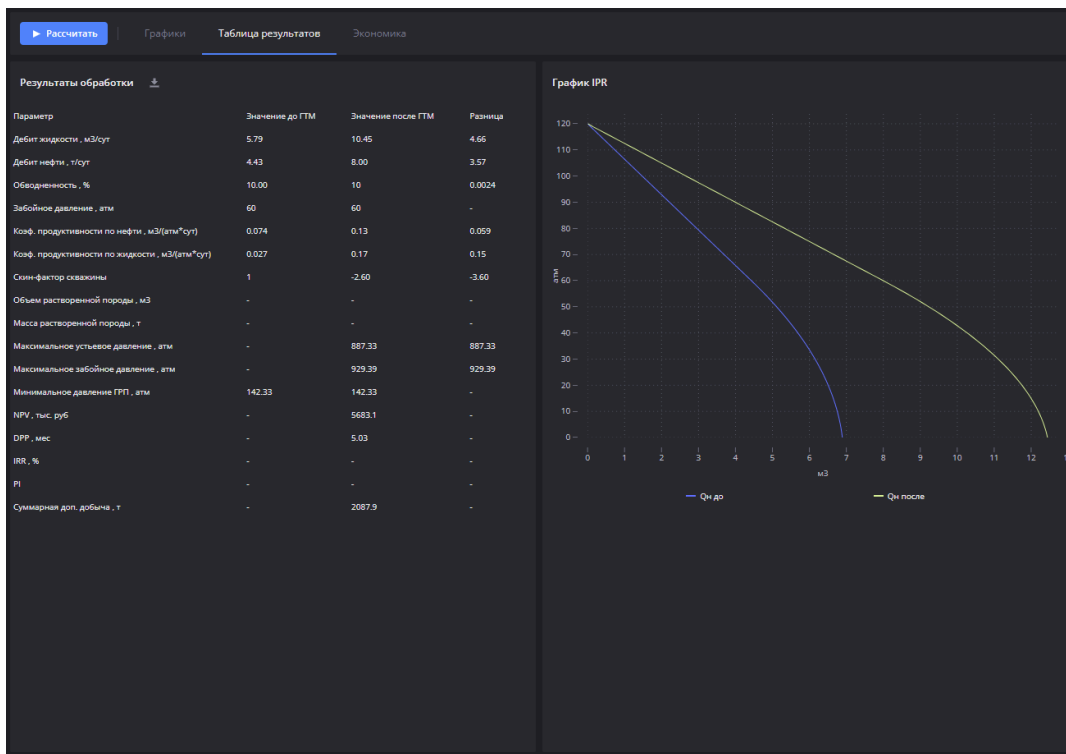 Рассчитать Графики Таблица результатов Экономика
Результаты обработки
Параметр Значение до ГТМ Значение после ГТМ Разница
Дебит жидкости , м3/сут 5.79 10.45 4.66
Дебит нефти , т/сут 4.43 8.00 3.57
Обводненность , % 10.00 10 0.0024
Забойное давление , атм 60 60 -
Коэф. продуктивности по нефти , м3/(атм*сут) 0.074 0.13 0.059
Коэф. продуктивности по жидкости , м3/(атм*сут) 0.027 0.17 0.15
Скин-фактор скважины 1 -2.60 -3.60
Объем растворенной породы , м3 - - -
Масса растворенной породы , т - - -
Максимальное устьевое давление , атм - 887.33 887.33
Максимальное забойное давление , атм - 929.39 929.39
Минимальное давление ГРП , атм 142.33 142.33 -
NPV , тыс. руб - 5683.1 -
DPP , мес - 5.03 -
IRR , % - - -
PI - - -
Суммарная доп. добыча , т - 2087.9 -
График IPR
120
110
100
90
80
70
60
50
40
30
20
10
0
атм
0 1 2 3 4 5 6 7 8 9 10 11 12
м3
Qн до Qн после